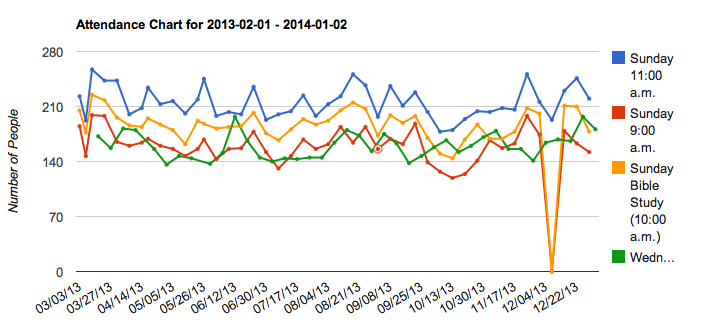 Attendance Chart for 2013-02-01 - 2014-01-02
Number of People
280
210
140
70
0
03/03/13
03/27/13
04/14/13
05/05/13
05/26/13
06/12/13
06/30/13
07/17/13
08/04/13
08/21/13
09/08/13
09/25/13
10/13/13
10/30/13
11/17/13
12/04/13
12/22/13
Sunday
11:00
a.m.
Sunday
9:00
a.m.
Sunday
Bible
Study
(10:00
a.m.)
Wedn...